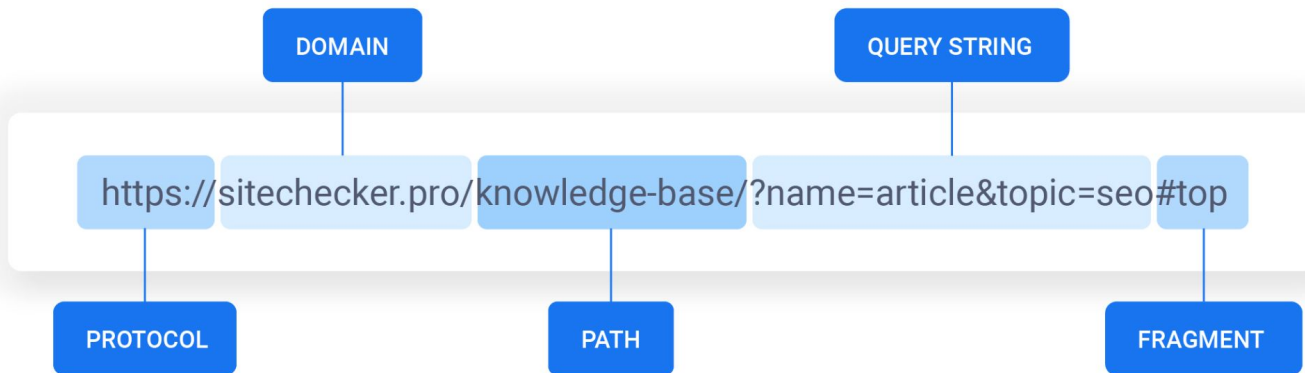 DOMAIN QUERY STRING
https://sitechecker.pro/knowledge-base/?name=article&topic=seo#top
PROTOCOL PATH FRAGMENT